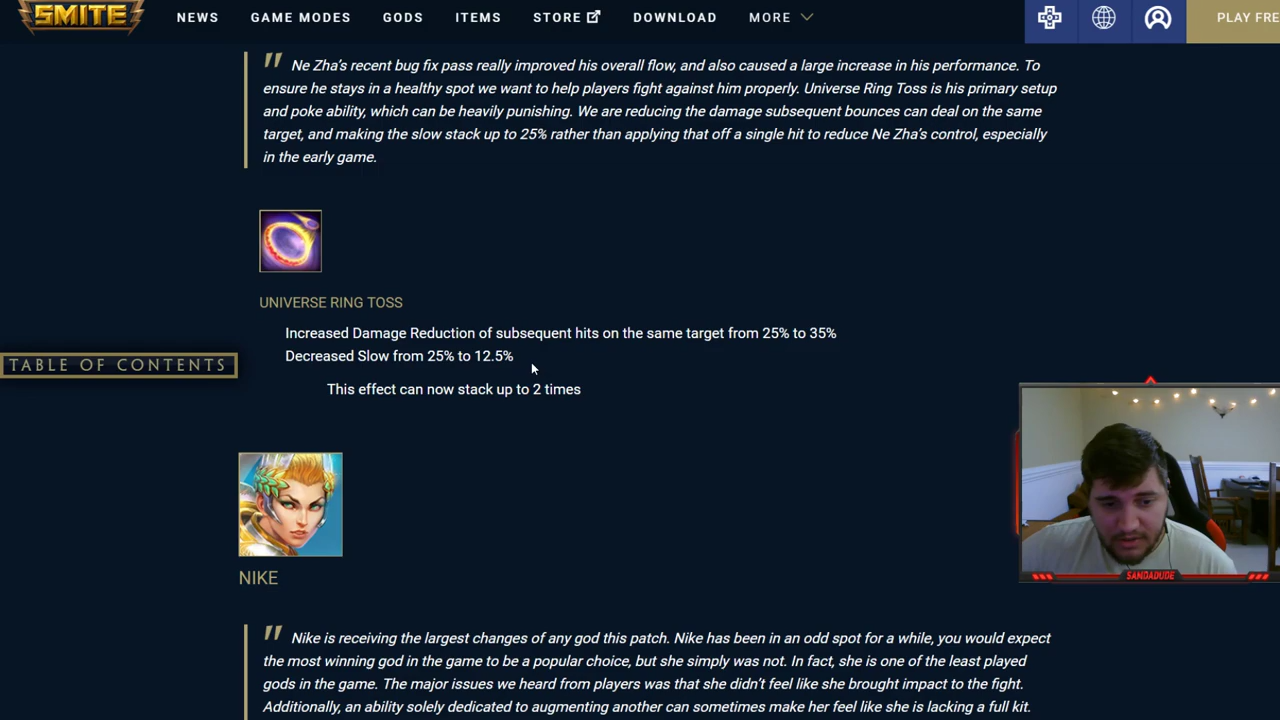 SMITE NEWS GAME MODES GODS ITEMS STORE DOWNLOAD MORE PLAY FRE
" Ne Zha's recent bug fix pass really improved his overall flow, and also caused a large increase in his performance. To
ensure he stays in a healthy spot we want to help players fight against him properly. Universe Ring Toss is his primary setup
and poke ability, which can be heavily punishing. We are reducing the damage subsequent bounces can deal on the same
target, and making the slow stack up to 25% rather than applying that off a single hit to reduce Ne Zha's control, especially
in the early game.
UNIVERSE RING TOSS
Increased Damage Reduction of subsequent hits on the same target from 25% to 35%
Decreased Slow from 25% to 12.5%
This effect can now stack up to 2 times
TABLE OF CONTENTS
NIKE
" Nike is receiving the largest changes of any god this patch. Nike has been in an odd spot for a while, you would expect
the most winning god in the game to be a popular choice, but she simply was not. In fact, she is one of the least played
gods in the game. The major issues we heard from players was that she didn't feel like she brought impact to the fight.
Additionally, an ability solely dedicated to augmenting another can sometimes make her feel like she is lacking a full kit.
SANDADUDE